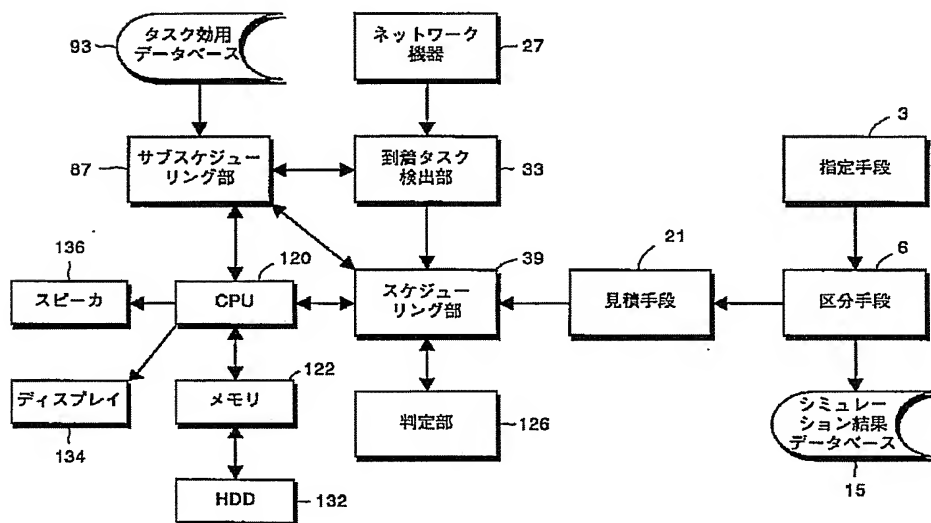 93
タスク効用
データベース
ネットワーク
機器
27
87
サブスケジュー
リング部
到着タスク
検出部
33
3
指定手段
136
スピーカ
120
CPU
39
スケジュー
リング部
21
見積手段
6
区分手段
ディスプレイ
134
122
メモリ
判定部
126
シミュレー
ション結果
データベース
15
HDD
132